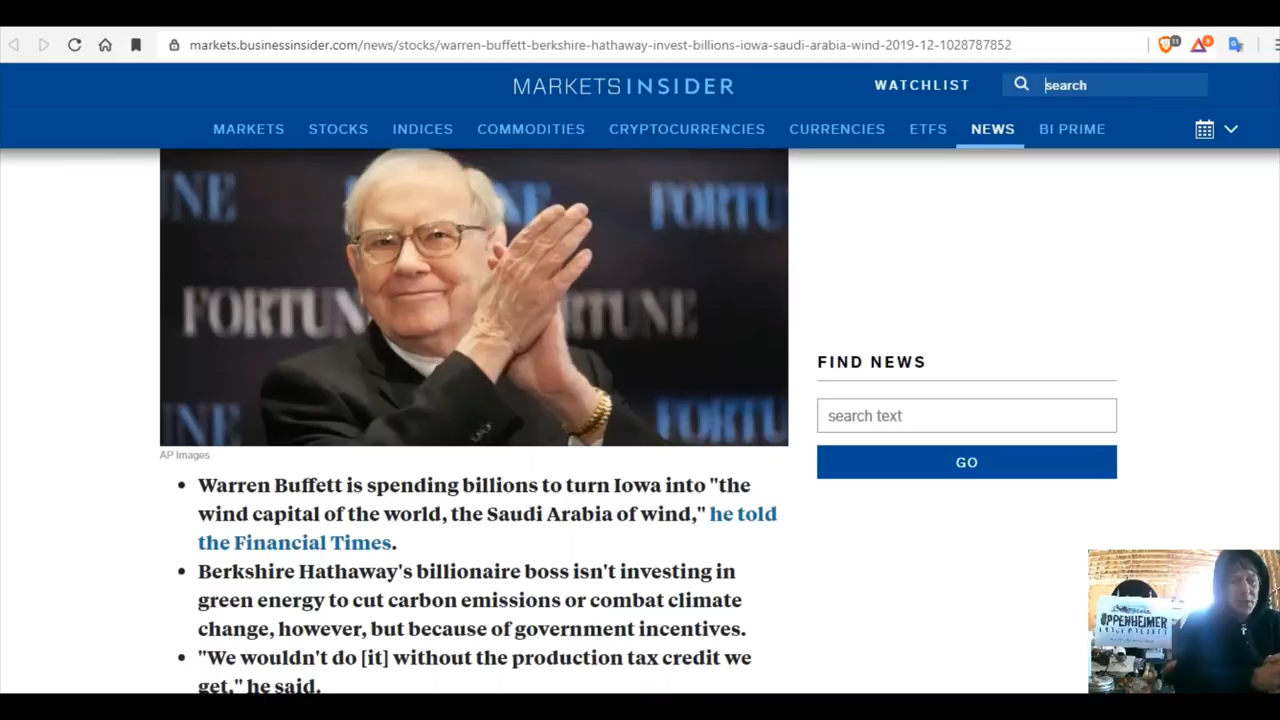 markets.businessinsider.com/news/stocks/warren-buffett-berkshire-hathaway-invest-billions-iowa-saudi-arabia-wind-2019-12-1028787852
MARKETS INSIDER
WATCHLIST
search
MARKETS STOCKS INDICES COMMODITIES CRYPTOCURRENCIES CURRENCIES ETFS NEWS BI PRIME
FORTUNE
AP Images
Warren Buffett is spending billions to turn Iowa into "the
wind capital of the world, the Saudi Arabia of wind," he told
the Financial Times.
Berkshire Hathaway's billionaire boss isn't investing in
green energy to cut carbon emissions or combat climate
change, however, but because of government incentives.
"We wouldn't do [it] without the production tax credit we
get," he said.
FIND NEWS
search text
GO
OPPENHEIMER